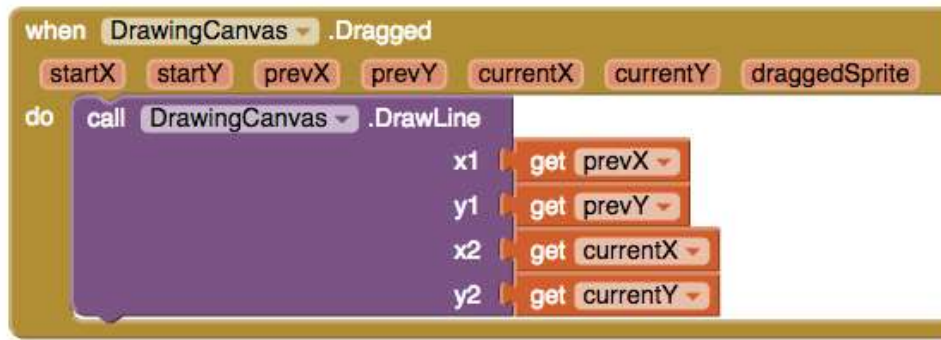 when DrawingCanvas .Dragged
startX startY prevX prevY currentX currentY draggedSprite
do call DrawingCanvas .DrawLine
x1 get prevX
y1 get prevY
x2 get currentX
y2 get currentY